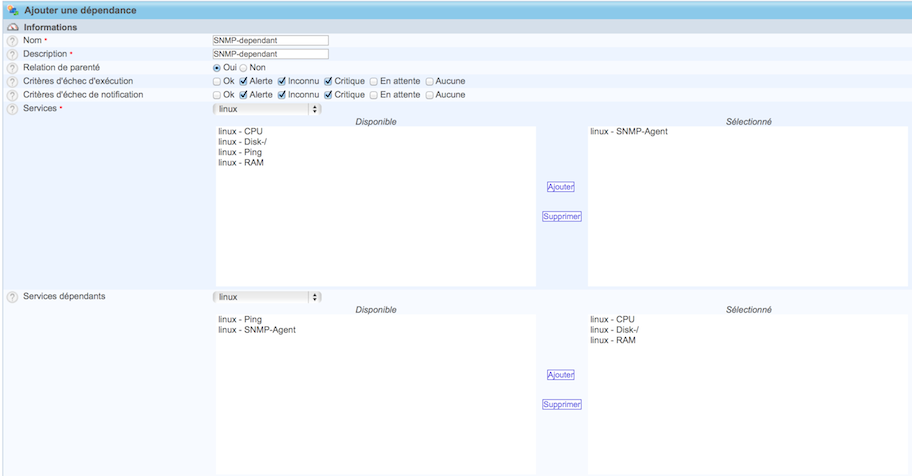 Ajouter une dépendance
Informations
Nom •
SNMP-dependant
Description •
SNMP-dependant
Relation de parenté
Oui Non
Critères d'échec d'exécution
Ok Alerte Inconnu Critique En attente Aucune
Critères d'échec de notification
Ok Alerte Inconnu Critique En attente Aucune
Services •
linux
Disponible
Sélectionné
linux - CPU
linux - Disk-/
linux - Ping
linux - RAM
linux - SNMP-Agent
Ajouter
Supprimer
Services dépendants
linux
Disponible
Sélectionné
linux - Ping
linux - SNMP-Agent
linux - CPU
linux - Disk-/
linux - RAM
Ajouter
Supprimer